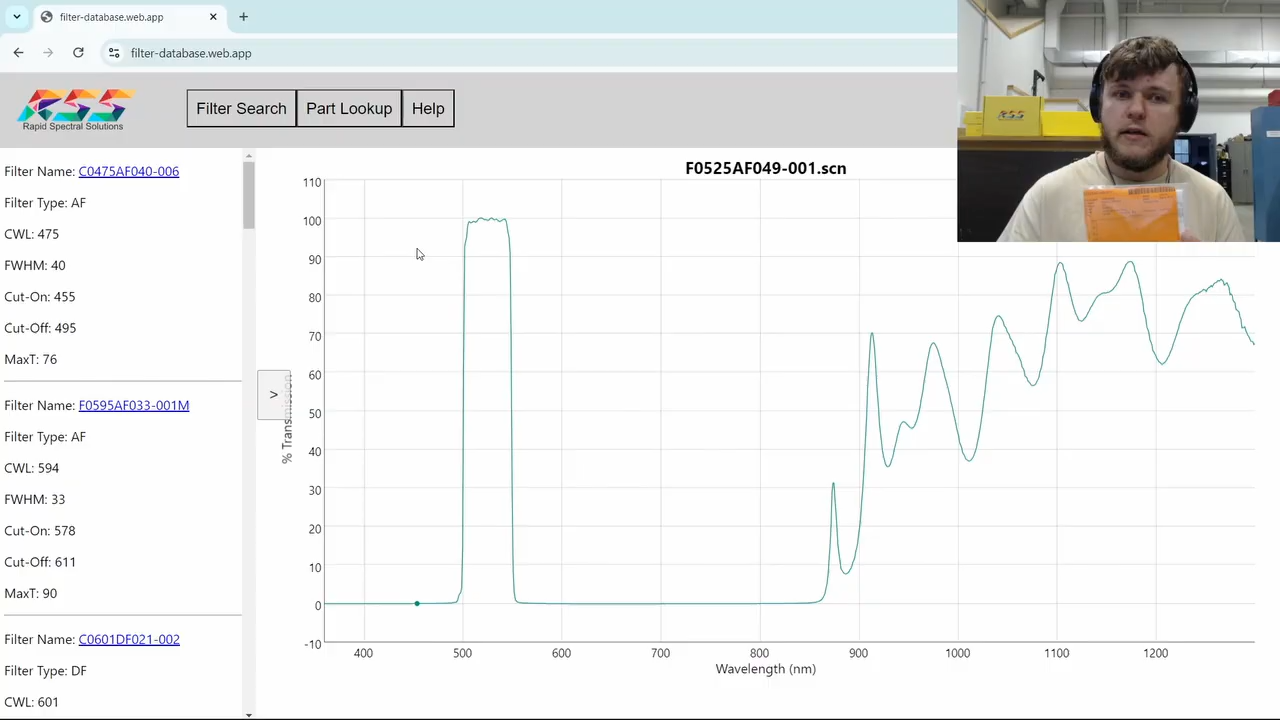 filter-database.web.app
filter-database.web.app
RSS
Rapid Spectral Solutions
Filter Search
Part Lookup
Help
Filter Name: C0475AF040-006
Filter Type: AF
CWL: 475
FWHM: 40
Cut-On: 455
Cut-Off: 495
MaxT: 76
Filter Name: F0595AF033-001M
Filter Type: AF
CWL: 594
FWHM: 33
Cut-On: 578
Cut-Off: 611
MaxT: 90
Filter Name: C0601DF021-002
Filter Type: DF
CWL: 601
>
F0525AF049-001.scn
% Transmission
110
100
90
80
70
60
50
40
30
20
10
0
-10
400
500
600
700
800
900
1000
1100
1200
Wavelength (nm)
RSS